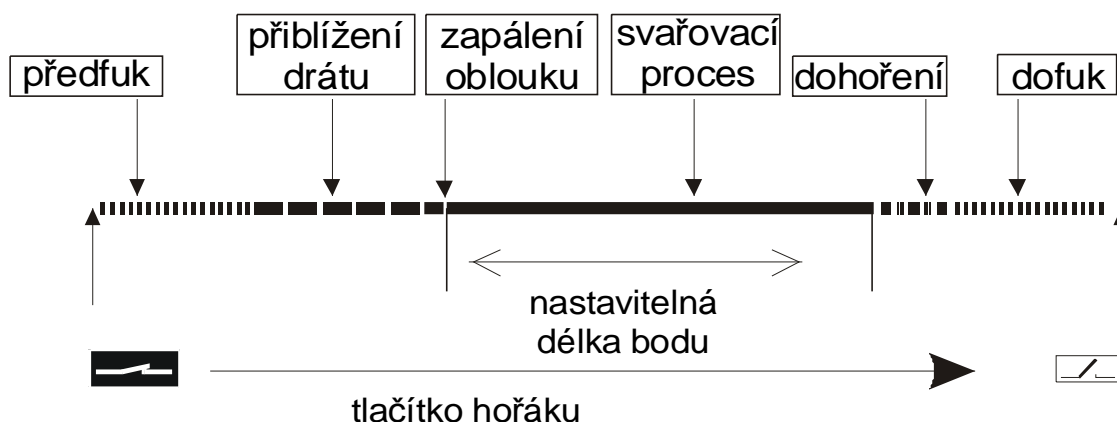 předfuk
přiblížení
drátu
zapálení
oblouku
svařovací
proces
dohoření
dofuk
nastavitelná
délka bodu
tlačítko hořáku